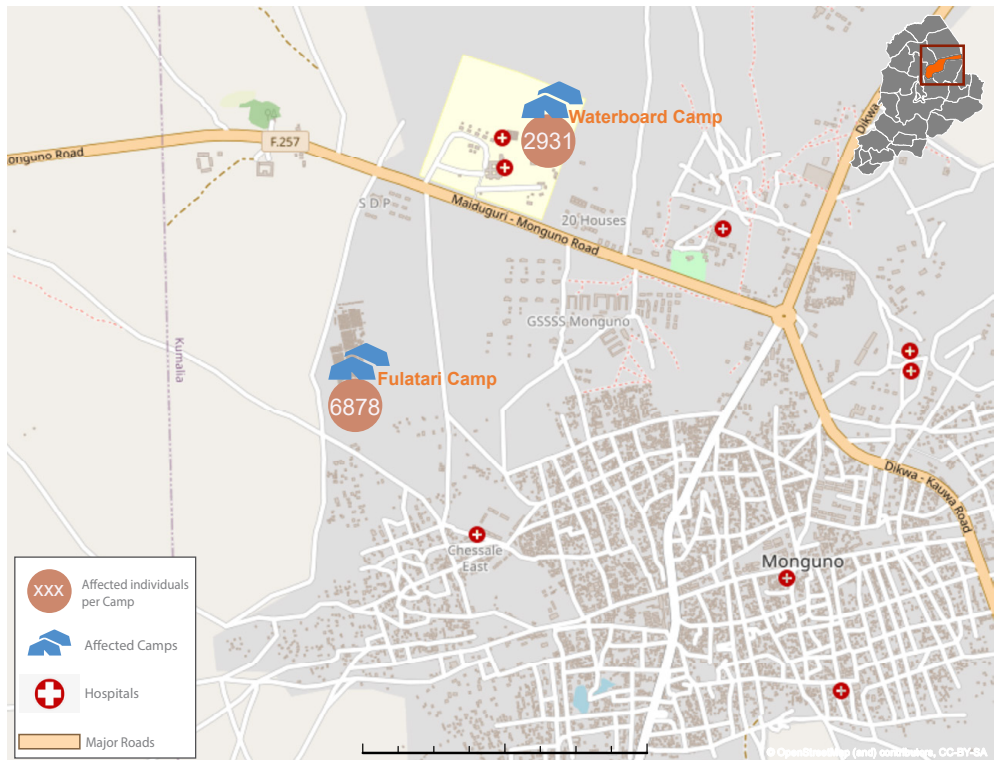 Dikwa
Waterboard Camp
2931
F.257
onguno Road
S D P
Maiduguri - Monguno Road
20 Houses
GSSSS Monguno
Kumalia
Fulatari Camp
6878
Dikwa - Kauwa Road
Chessale
East
Monguno
XXX
Affected individuals
per Camp
Affected Camps
Hospitals
Major Roads
© OpenStreetMap (and) contributors, CC-BY-SA